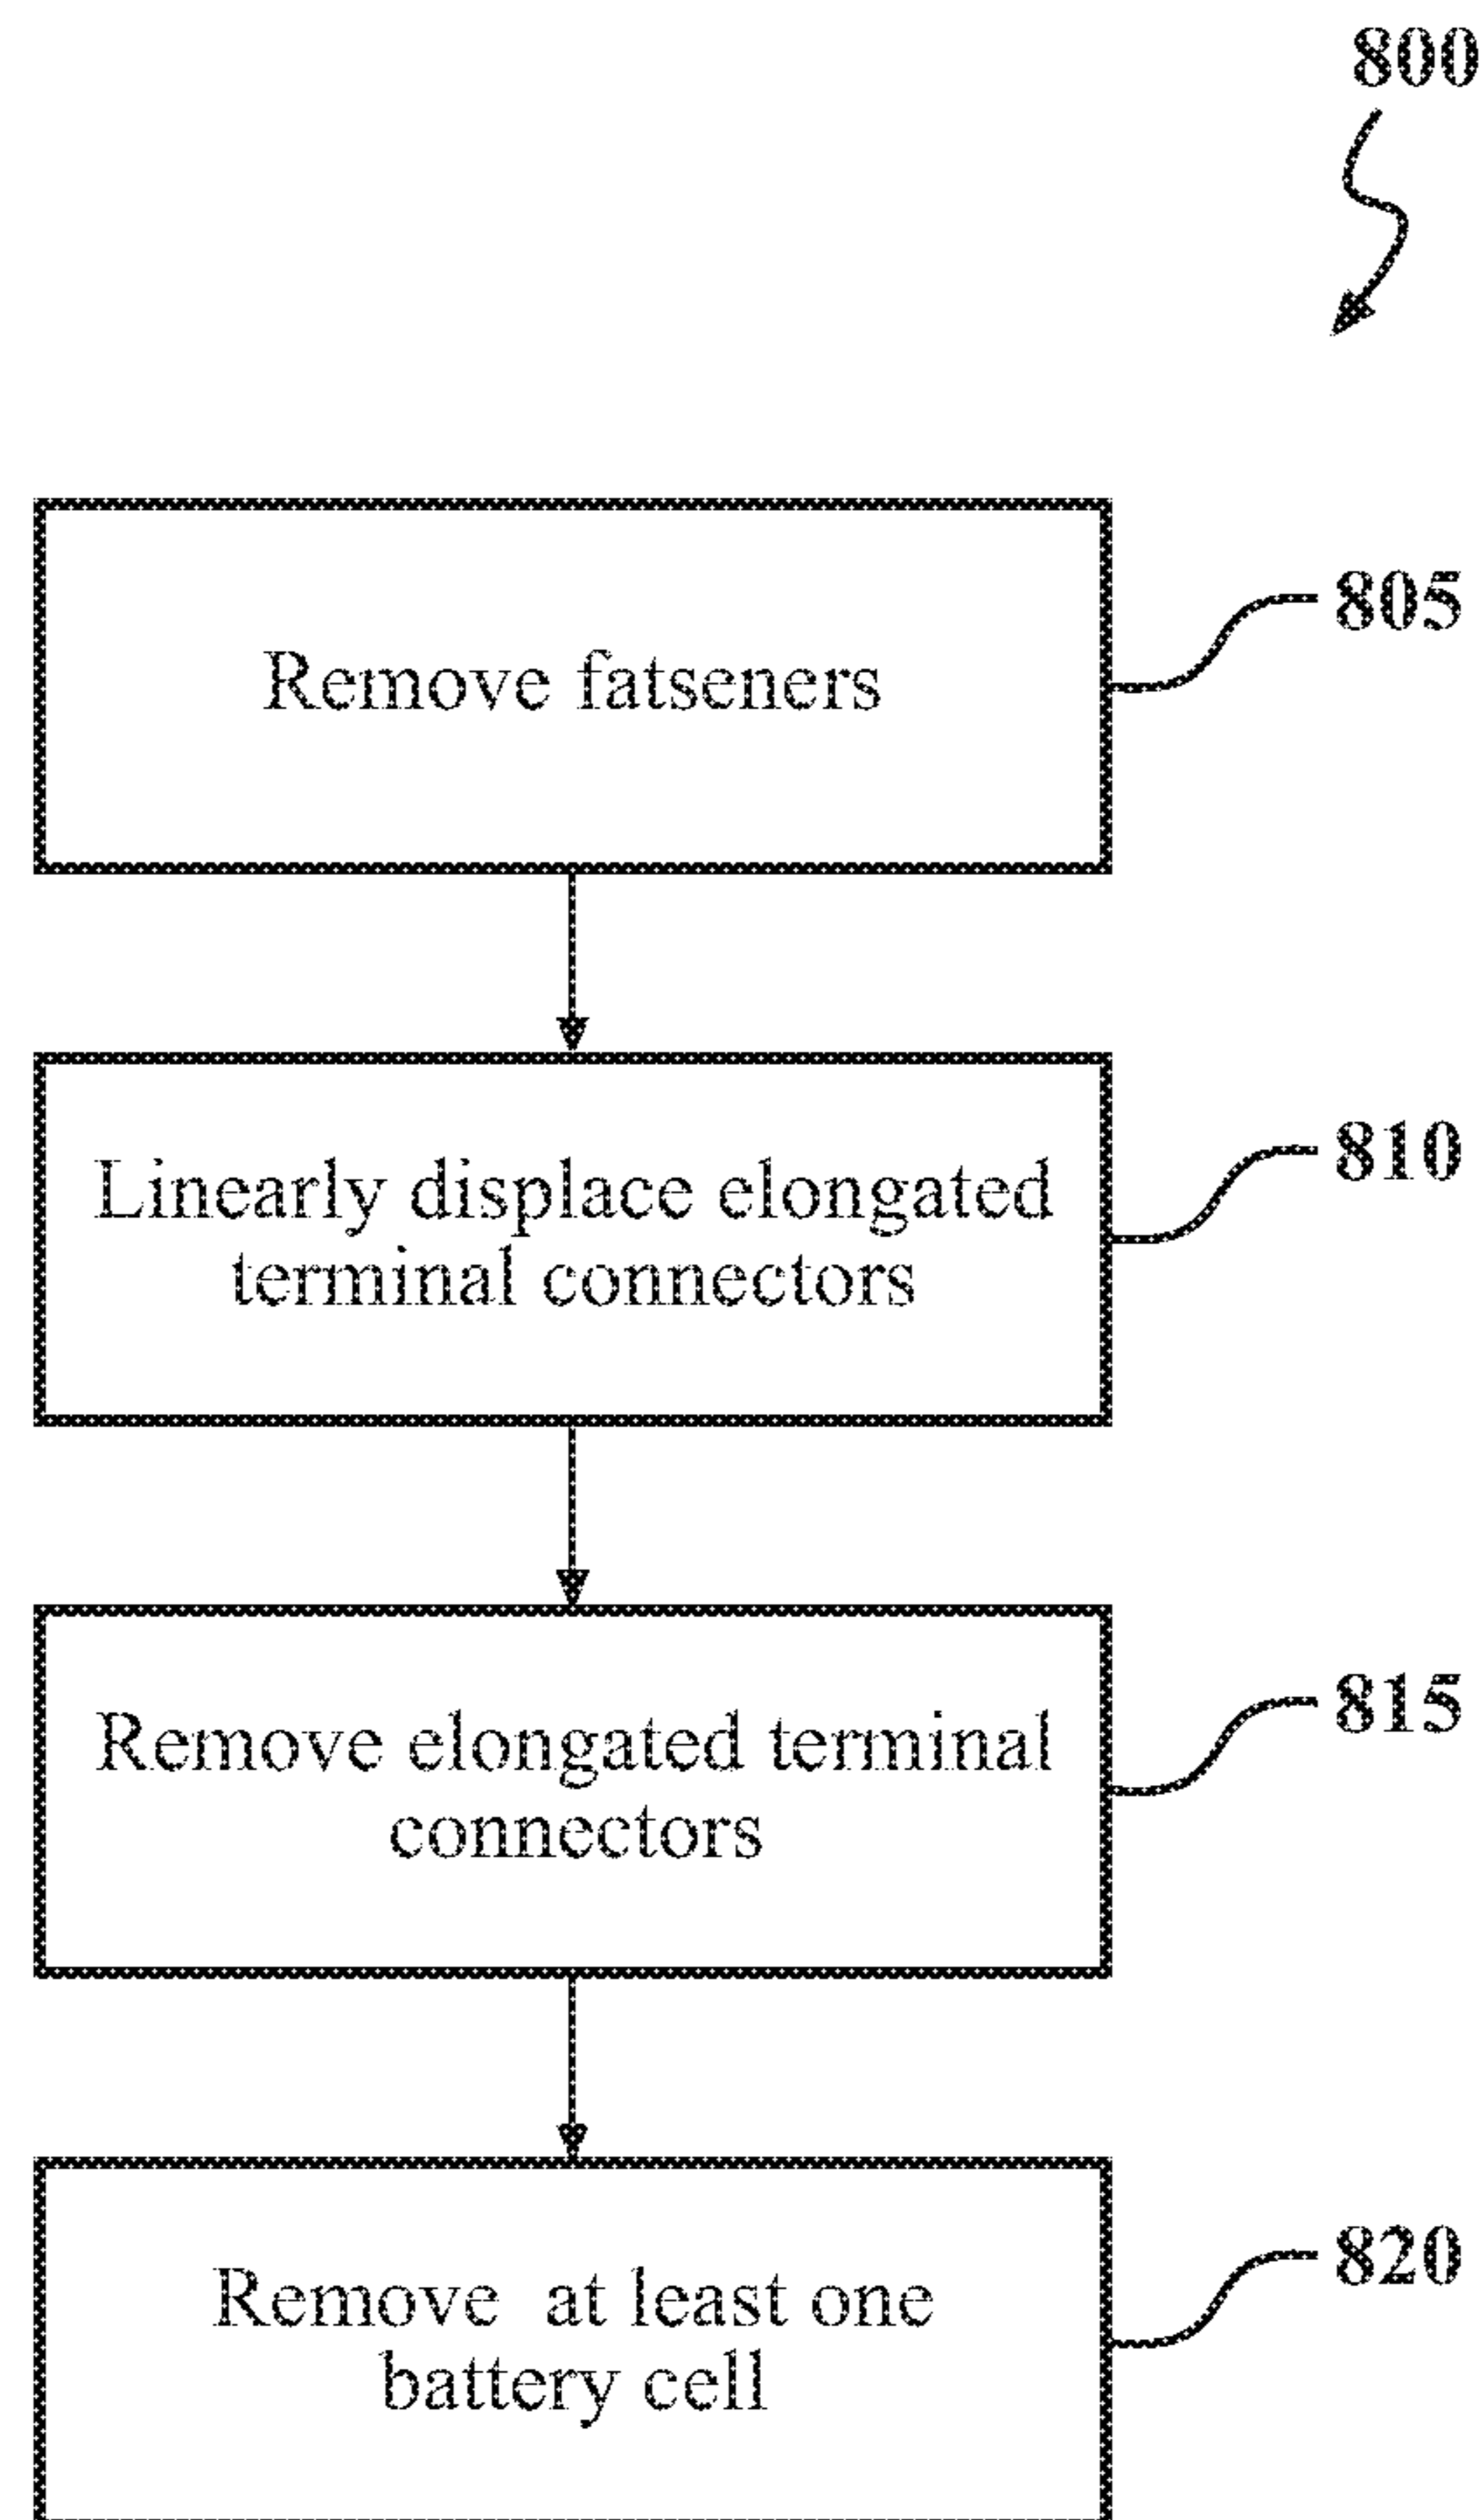 800
Remove fatseners
805
Linearly displace elongated
terminal connectors
810
Remove elongated terminal
connectors
815
Remove at least one
battery cell
820